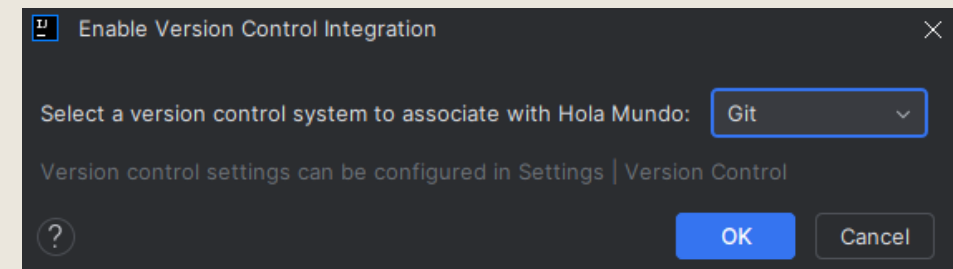 IJ
Enable Version Control Integration
Select a version control system to associate with Hola Mundo: Git
Version control settings can be configured in Settings | Version Control
? OK Cancel